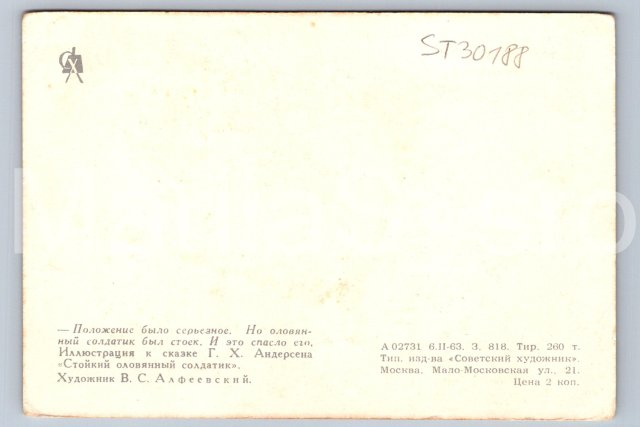 ST30188
— Положение было серьезное. Но оловян-
ный солдатик был стоек. И это спасло его.
Иллюстрация к сказке Г. Х. Андерсена
«Стойкий оловянный солдатик».
Художник В. С. Алфеевский.
А 02731 6.II-63. З. 818. Тир. 260 т.
Тип. изд-ва «Советский художник».
Москва. Мало-Московская ул., 21.
Цена 2 коп.